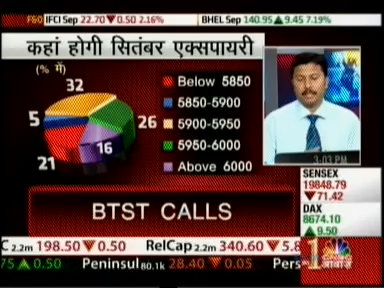 F&O IFCI Sep 22.70 ▼ 0.50 2.16% BHEL Sep 140.95 ▲ 9.45 7.19%
कहां होगी सितंबर एक्सपायरी
(% में)
32
5
26
21
16
Below 5850
5850-5900
5900-5950
5950-6000
Above 6000
3:03 PM
BTST CALLS
SENSEX
19848.79
▼ 71.42
DAX
8674.10
▲ 9.50
C 2.2m 198.50 ▼ 0.50 RelCap 2.2m 340.60 ▼ 5.8
75 ▲ 0.50 Peninsul 80.1k 28.40 ▼ 0.05 Pers
आवाज़